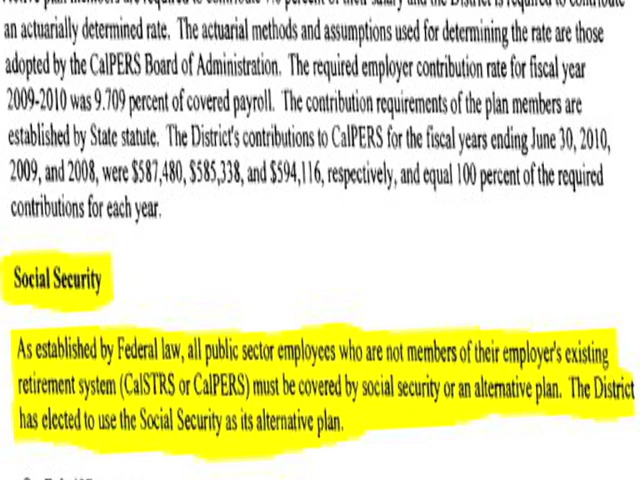 an actuarially determined rate. The actuarial methods and assumptions used for determining the rate are those
adopted by the CalPERS Board of Administration. The required employer contribution rate for fiscal year
2009-2010 was 9.709 percent of covered payroll. The contribution requirements of the plan members are
established by State statute. The District's contributions to CalPERS for the fiscal years ending June 30, 2010,
2009, and 2008, were $587,480, $585,338, and $594,116, respectively, and equal 100 percent of the required
contributions for each year.
Social Security
As established by Federal law, all public sector employees who are not members of their employer's existing
retirement system (CalSTRS or CalPERS) must be covered by social security or an alternative plan. The District
has elected to use the Social Security as its alternative plan.